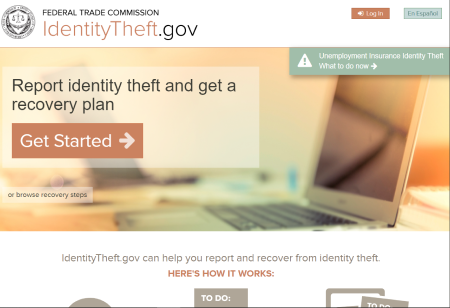 FEDERAL TRADE COMMISSION
IdentityTheft.gov
Log In
En Español
Unemployment Insurance Identity Theft
What to do now
Report identity theft and get a
recovery plan
Get Started
or browse recovery steps
IdentityTheft.gov can help you report and recover from identity theft.
HERE'S HOW IT WORKS:
TO DO:
TO DO: